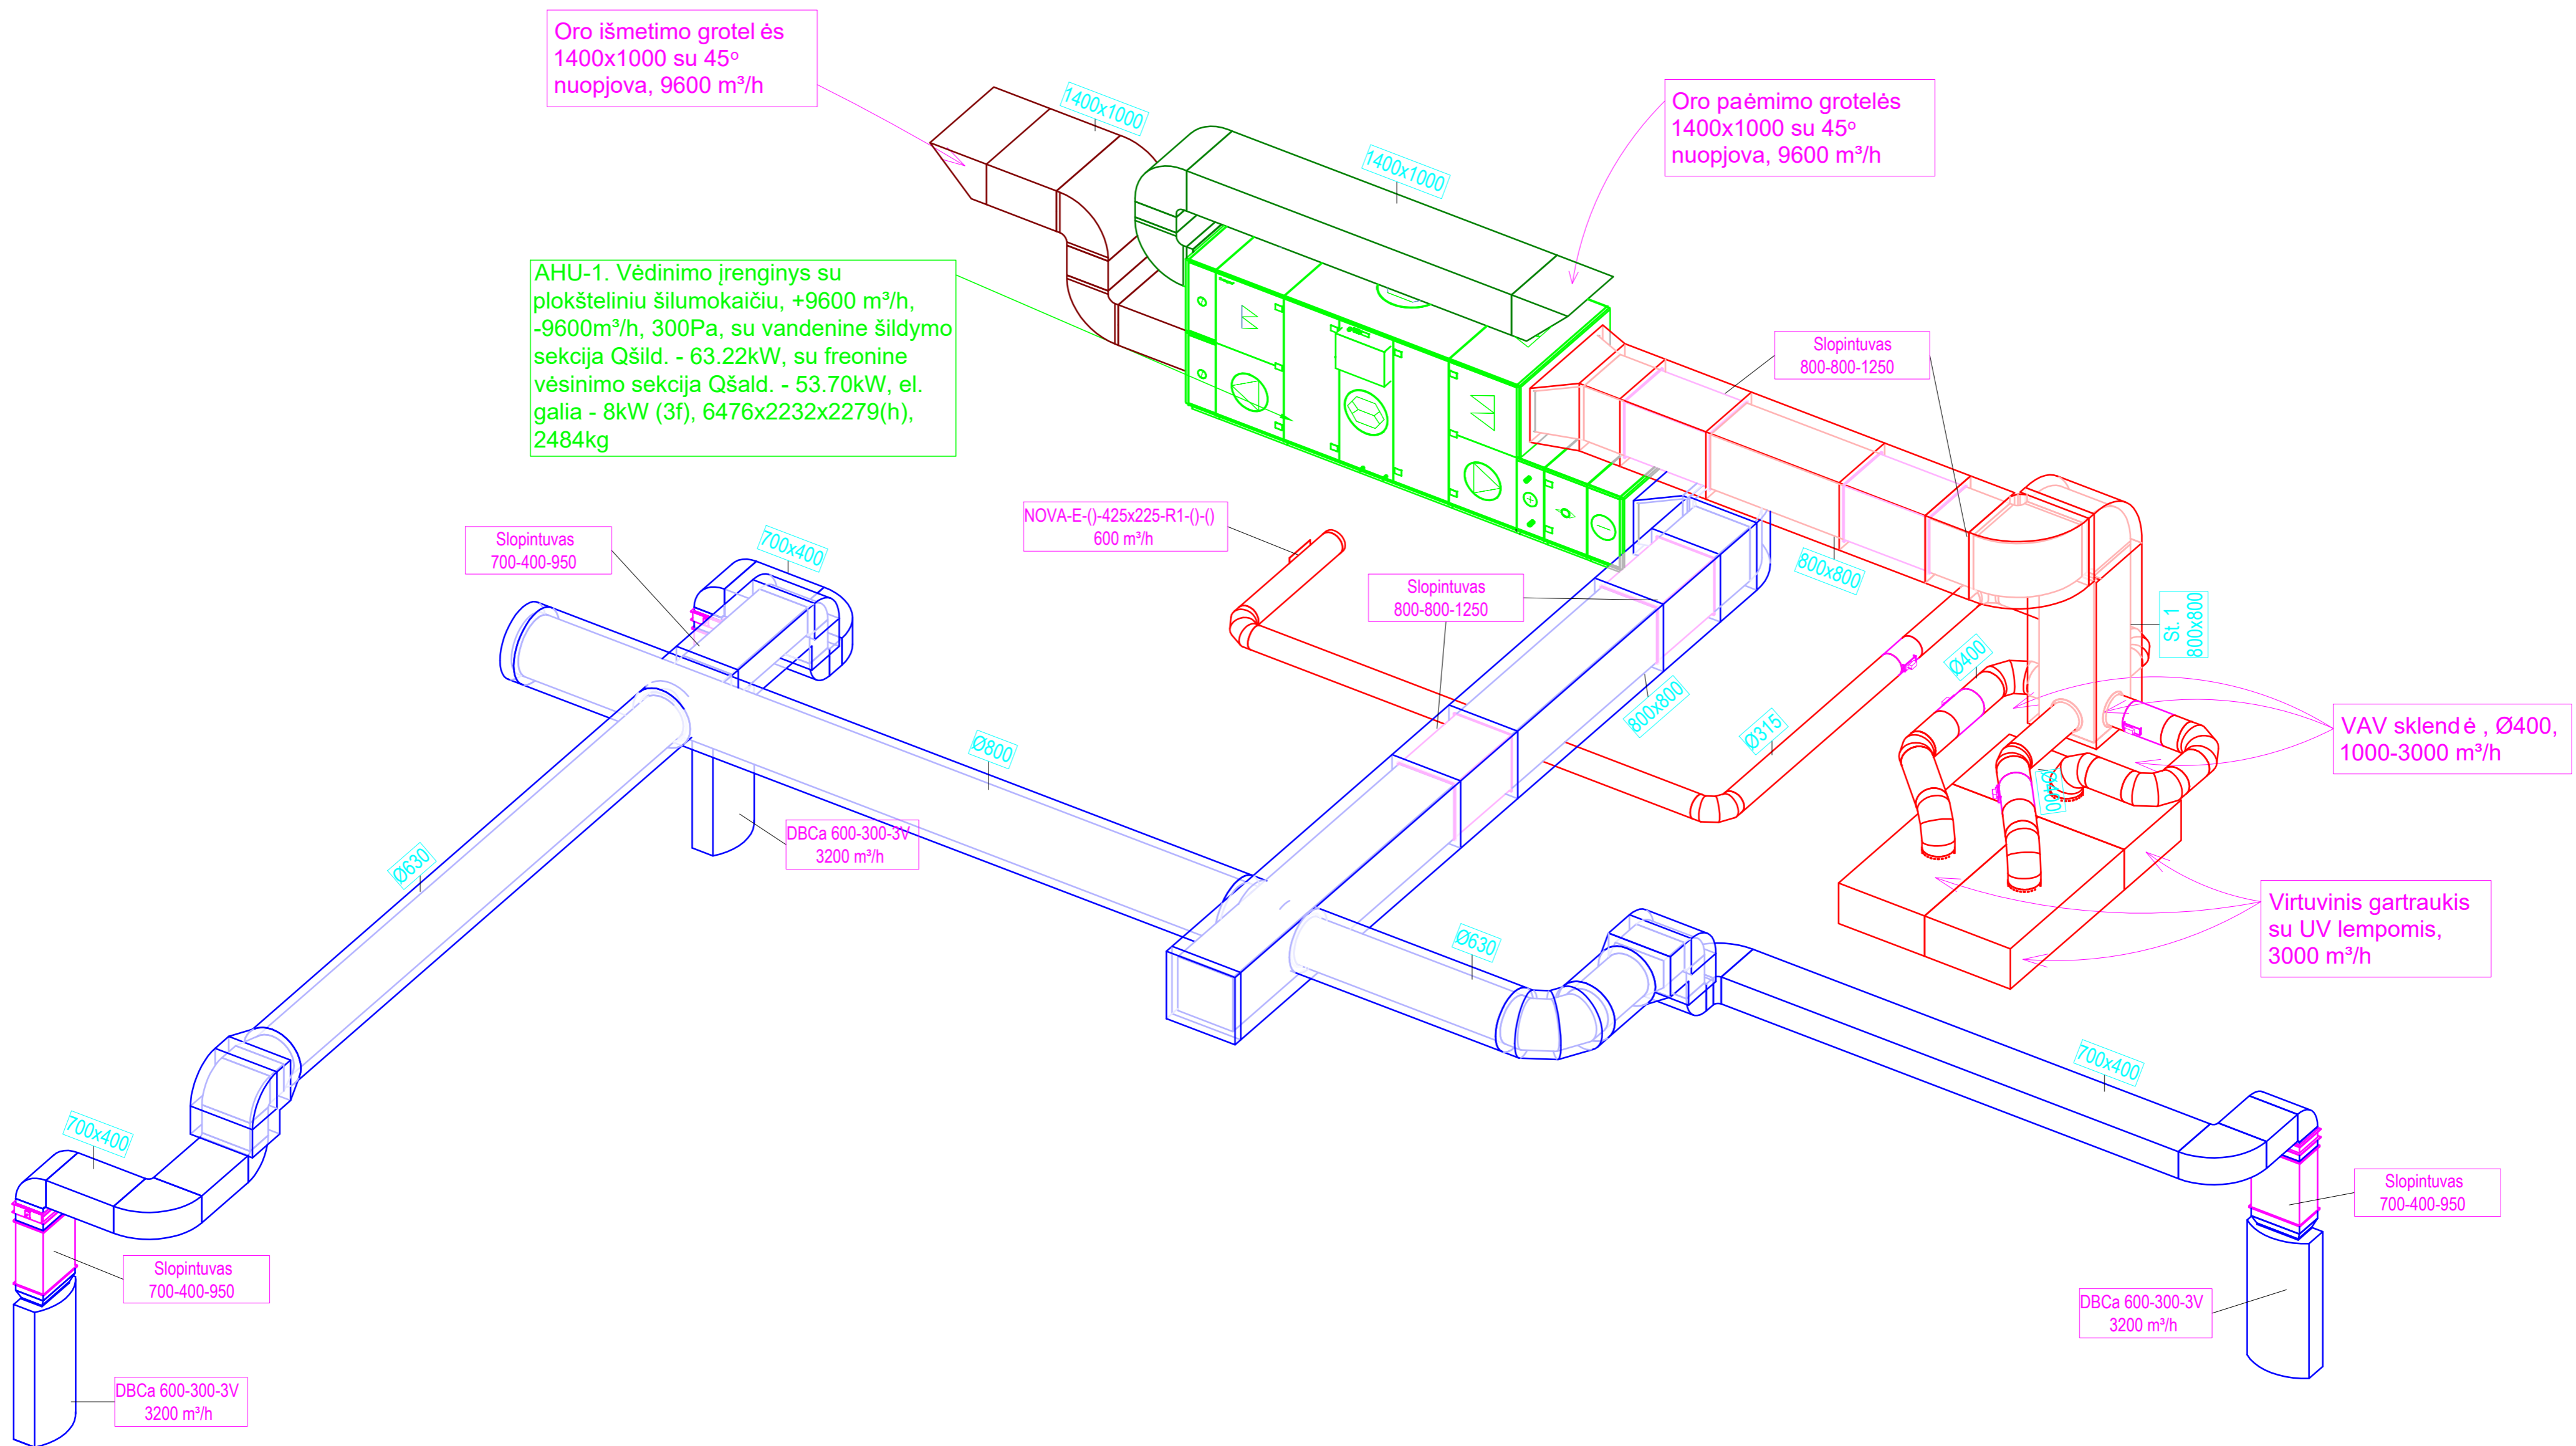 Oro išmetimo grotel ės
1400x1000 su 45º
nuopjova, 9600 m³/h
1400x1000
1400x1000
Oro paėmimo grotelės
1400x1000 su 45º
nuopjova, 9600 m³/h
AHU-1. Vėdinimo įrenginys su
plokšteliniu šilumokaičiu, +9600 m³/h,
-9600m³/h, 300Pa, su vandenine šildymo
sekcija Qšild. - 63.22kW, su freonine
vėsinimo sekcija Qšald. - 53.70kW, el.
galia - 8kW (3f), 6476x2232x2279(h),
2484kg
Slopintuvas
800-800-1250
NOVA-E-()-425x225-R1-()-()
600 m³/h
Slopintuvas
700-400-950
700x400
Slopintuvas
800-800-1250
800x800
St. 1
800x800
Ø400
800x800
Ø315
VAV sklend ė , Ø400,
1000-3000 m³/h
Ø400
Ø800
DBCa 600-300-3V
3200 m³/h
Ø630
Virtuvinis gartraukis
su UV lempomis,
3000 m³/h
Ø630
700x400
700x400
Slopintuvas
700-400-950
Slopintuvas
700-400-950
DBCa 600-300-3V
3200 m³/h
DBCa 600-300-3V
3200 m³/h